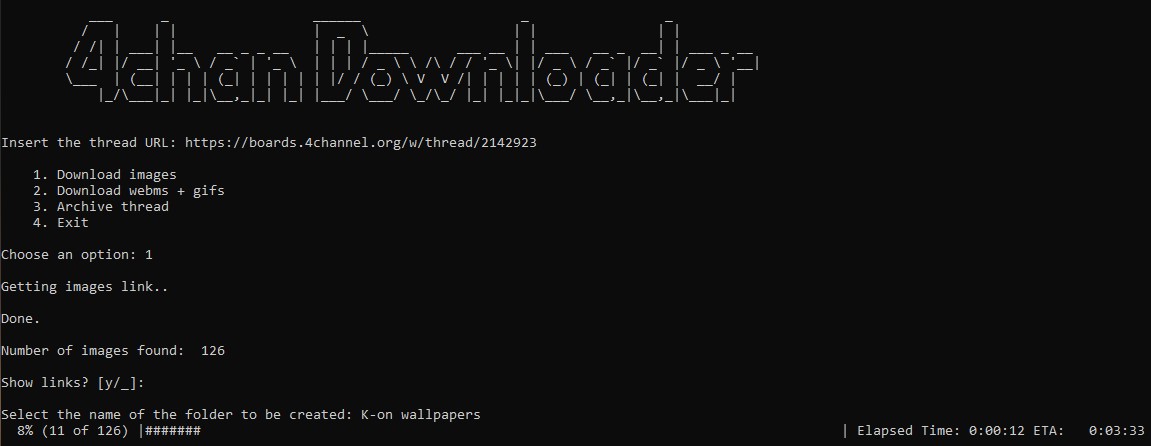 4chan Downloader
Insert the thread URL: https://boards.4channel.org/w/thread/2142923
1. Download images
2. Download webms + gifs
3. Archive thread
4. Exit
Choose an option: 1
Getting images link..
Done.
Number of images found:  126
Show links? [y/_]:
Select the name of the folder to be created: K-on wallpapers
8% (11 of 126) |####### | Elapsed Time: 0:00:12 ETA:   0:03:33